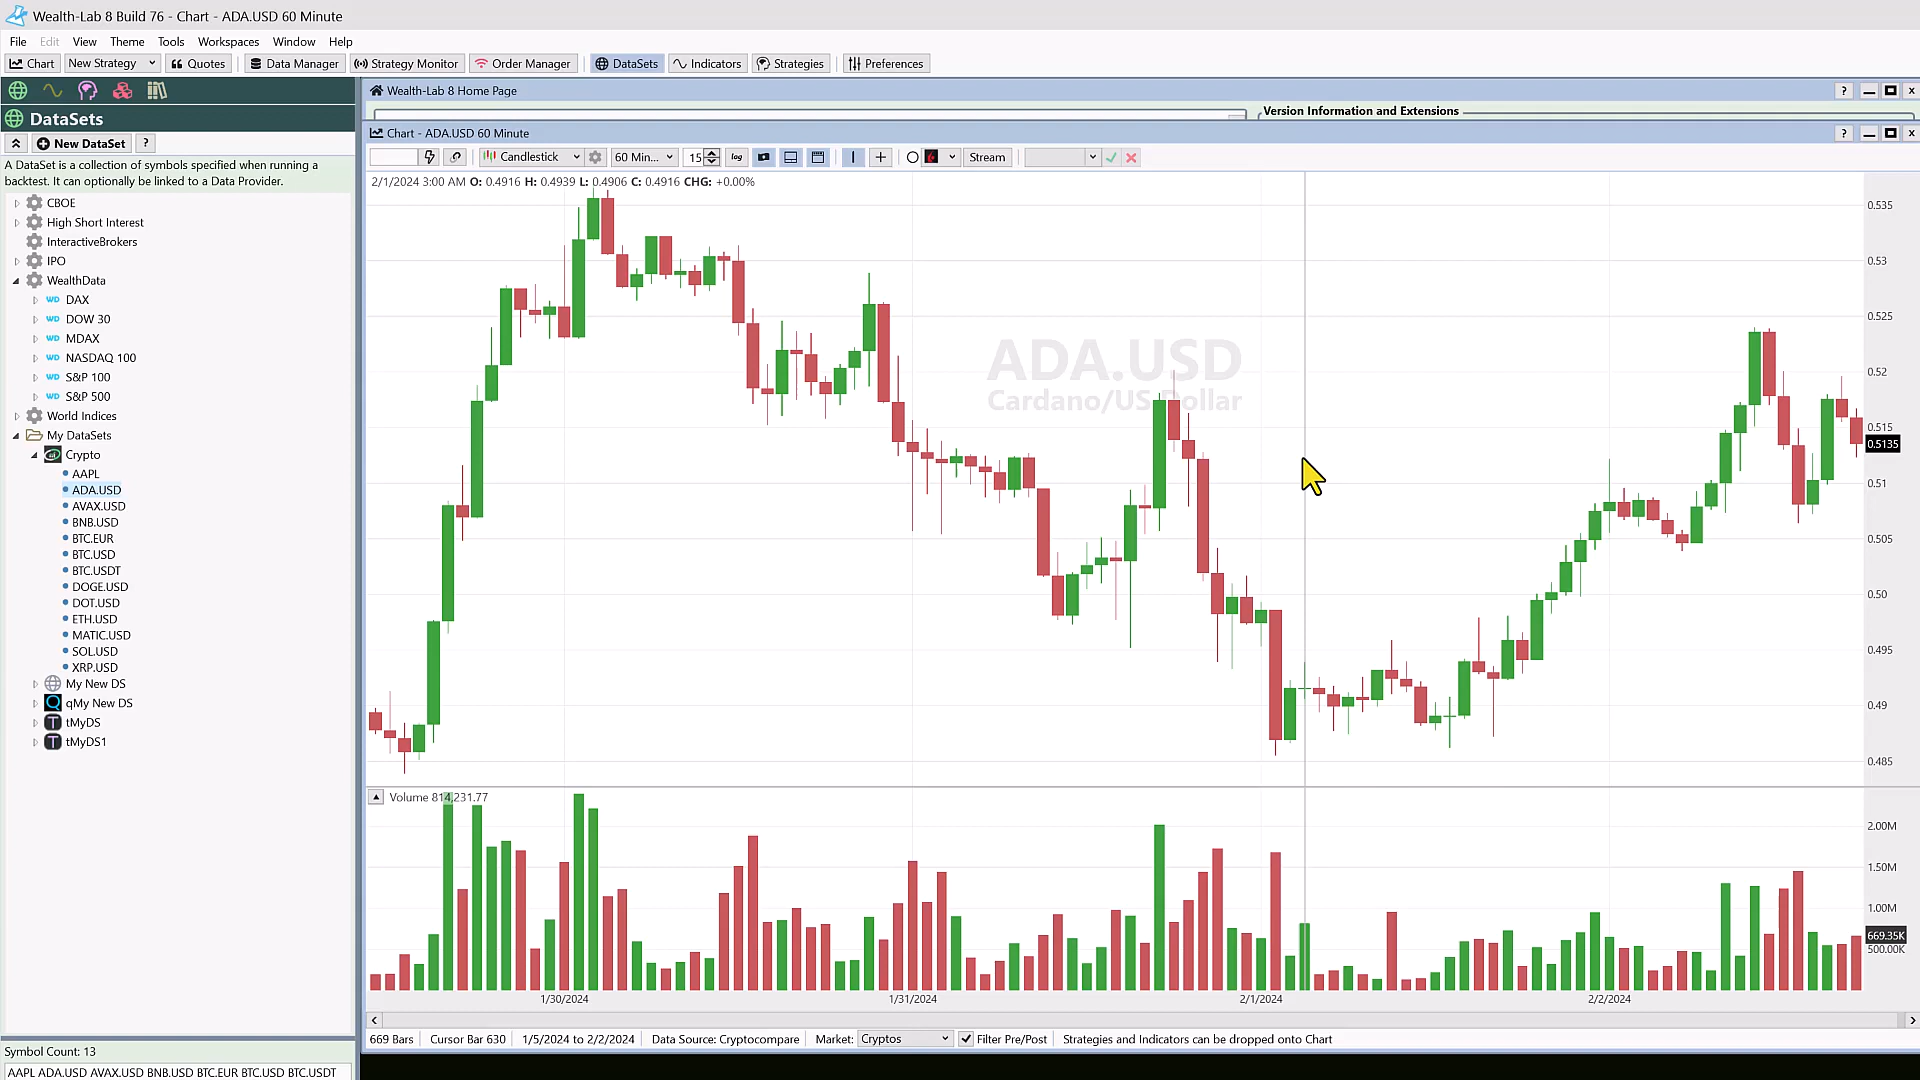 Wealth-Lab 8 Build 76 - Chart - ADA.USD 60 Minute
File Edit View Theme Tools Workspaces Window Help
Chart New Strategy Quotes Data Manager Strategy Monitor Order Manager DataSets Indicators Strategies Preferences
DataSets
New DataSet ?
A DataSet is a collection of symbols specified when running a
backtest. It can optionally be linked to a Data Provider.
CBOE
High Short Interest
InteractiveBrokers
IPO
WealthData
WD DAX
WD DOW 30
WD MDAX
WD NASDAQ 100
WD S&P 100
WD S&P 500
World Indices
My DataSets
Crypto
AAPL
ADA.USD
AVAX.USD
BNB.USD
BTC.EUR
BTC.USD
BTC.USDT
DOGE.USD
DOT.USD
ETH.USD
MATIC.USD
SOL.USD
XRP.USD
My New DS
Q qMy New DS
T tMyDS
T tMyDS1
Symbol Count: 13
AAPL ADA.USD AVAX.USD BNB.USD BTC.EUR BTC.USD BTC.USDT
Wealth-Lab 8 Home Page ? x
Version Information and Extensions
Chart - ADA.USD 60 Minute ? x
Candlestick 60 Min... 15 log Stream
2/1/2024 3:00 AM O: 0.4916 H: 0.4939 L: 0.4906 C: 0.4916 CHG: +0.00%
ADA.USD
Cardano/US Dollar
0.535
0.53
0.525
0.52
0.515
0.5135
0.51
0.505
0.50
0.495
0.49
0.485
Volume 814,231.77
2.00M
1.50M
1.00M
669.35K
500.00K
1/30/2024 1/31/2024 2/1/2024 2/2/2024
669 Bars Cursor Bar 630 1/5/2024 to 2/2/2024 Data Source: Cryptocompare Market: Cryptos Filter Pre/Post Strategies and Indicators can be dropped onto Chart